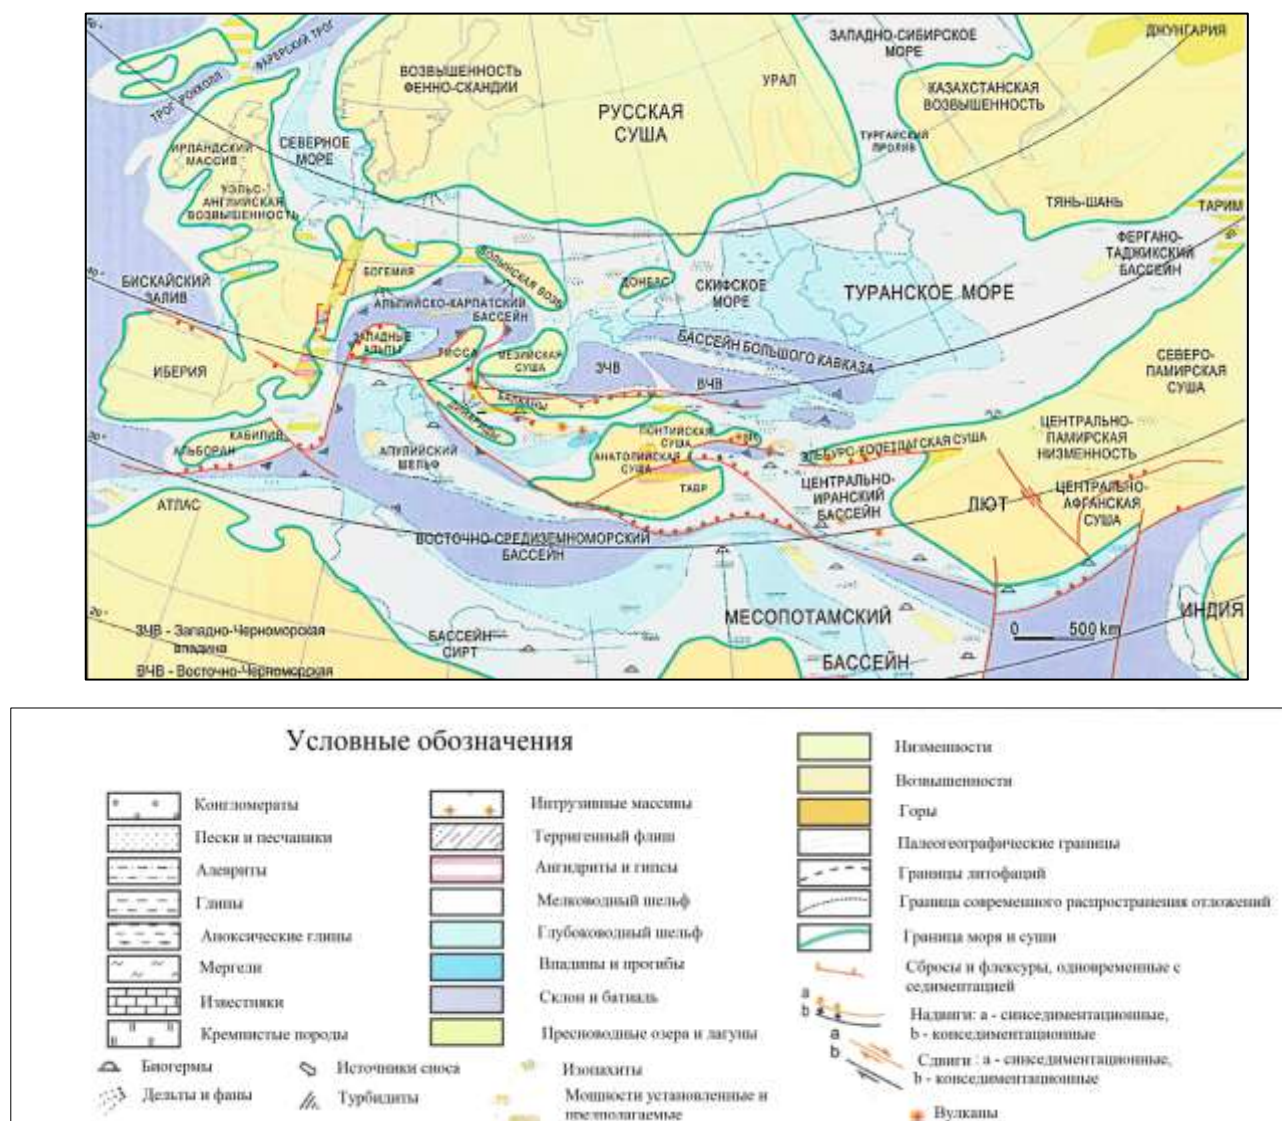 ФАРЕРСКИЙ ТРОГ
ТРОГ РОККОЛЛ
ЗАПАДНО-СИБИРСКОЕ
МОРЕ
ДЖУНГАРИЯ
ВОЗВЫШЕННОСТЬ
ФЕННО-СКАНДИИ
УРАЛ
КАЗАХСТАНСКАЯ
ВОЗВЫШЕННОСТЬ
РУССКАЯ
СУША
ИРЛАНДСКИЙ
МАССИВ
СЕВЕРНОЕ
МОРЕ
ТУРГАЙСКИЙ
ПРОЛИВ
УЭЛЬС-
АНГЛИЙСКАЯ
ВОЗВЫШЕННОСТЬ
ТЯНЬ-ШАНЬ
ТАРИМ
ФЕРГАНО-
ТАДЖИКСКИЙ
БАССЕЙН
БИСКАЙСКИЙ
ЗАЛИВ
БОГЕМИЯ
ВОЛЫНСКАЯ ВОЗВ.
ДОНБАС
СКИФСКОЕ
МОРЕ
ТУРАНСКОЕ МОРЕ
АЛЬПИЙСКО-КАРПАТСКИЙ
БАССЕЙН
ЗАПАДНЫЕ
АЛЬПЫ
ТИССА
МЕЗИЙСКАЯ
СУША
ЗЧВ
ВЧВ
БАССЕЙН БОЛЬШОГО КАВКАЗА
СЕВЕРО-
ПАМИРСКАЯ
СУША
ИБЕРИЯ
БАЛКАНЫ
ДИНАРИДЫ
КАБИЛИЯ
АЛЬБОРАН
АПУЛИЙСКИЙ
ШЕЛЬФ
ПОНТИЙСКАЯ
СУША
АНАТОЛИЙСКАЯ
СУША
ТАВР
ЭЛЬБУРС-КОПЕТДАГСКАЯ СУША
ЦЕНТРАЛЬНО-
ПАМИРСКАЯ
НИЗМЕННОСТЬ
ЦЕНТРАЛЬНО-
ИРАНСКИЙ
БАССЕЙН
ЛЮТ
ЦЕНТРАЛЬНО-
АФГАНСКАЯ
СУША
АТЛАС
ВОСТОЧНО-СРЕДИЗЕМНОМОРСКИЙ
БАССЕЙН
МЕСОПОТАМСКИЙ
БАССЕЙН
ИНДИЯ
0 500 km
БАССЕЙН
СИРТ
20°
ЗЧВ - Западно-Черноморская
впадина
ВЧВ - Восточно-Черноморская
Условные обозначения
Конгломераты
Пески и песчаники
Алевриты
Глины
Аноксические глины
Мергели
Известняки
Кремнистые породы
Биогермы
Дельты и фаны
Интрузивные массивы
Терригенный флиш
Ангидриты и гипсы
Мелководный шельф
Глубоководный шельф
Впадины и прогибы
Склон и батиаль
Пресноводные озера и лагуны
Источники сноса
Турбидиты
Изопахиты
Мощности установленные и
предполагаемые
Низменности
Возвышенности
Горы
Палеогеографические границы
Границы литофаций
Граница современного распространения отложений
Граница моря и суши
Сбросы и флексуры, одновременные с
седиментацией
a
b
Надвиги: a - синседиментационные,
b - конседиментационные
a
b
Сдвиги : a - синседиментационные,
b - конседиментационные
Вулканы